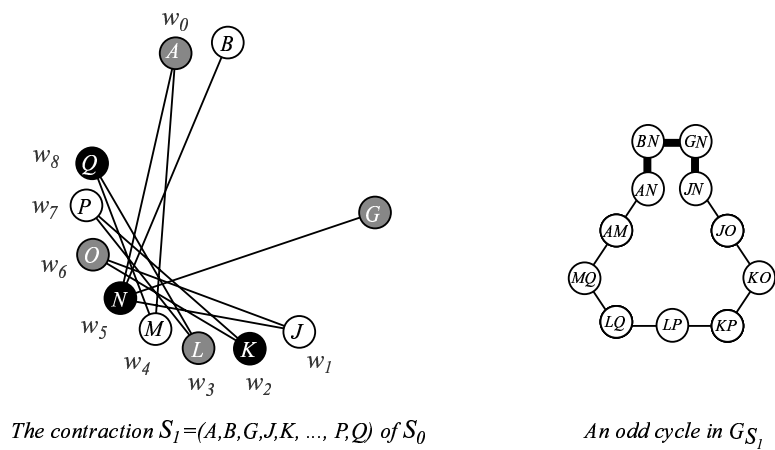 w₀
A
B
w₈
Q
w₇
P
G
w₆
O
N
w₅
M
w₄
L
w₃
K
w₂
J
w₁
BN
GN
AN
JN
AM
JO
MQ
KO
LQ
LP
KP
The contraction S₁=(A,B,G,J,K, ..., P,Q) of S₀
An odd cycle in G_S₁